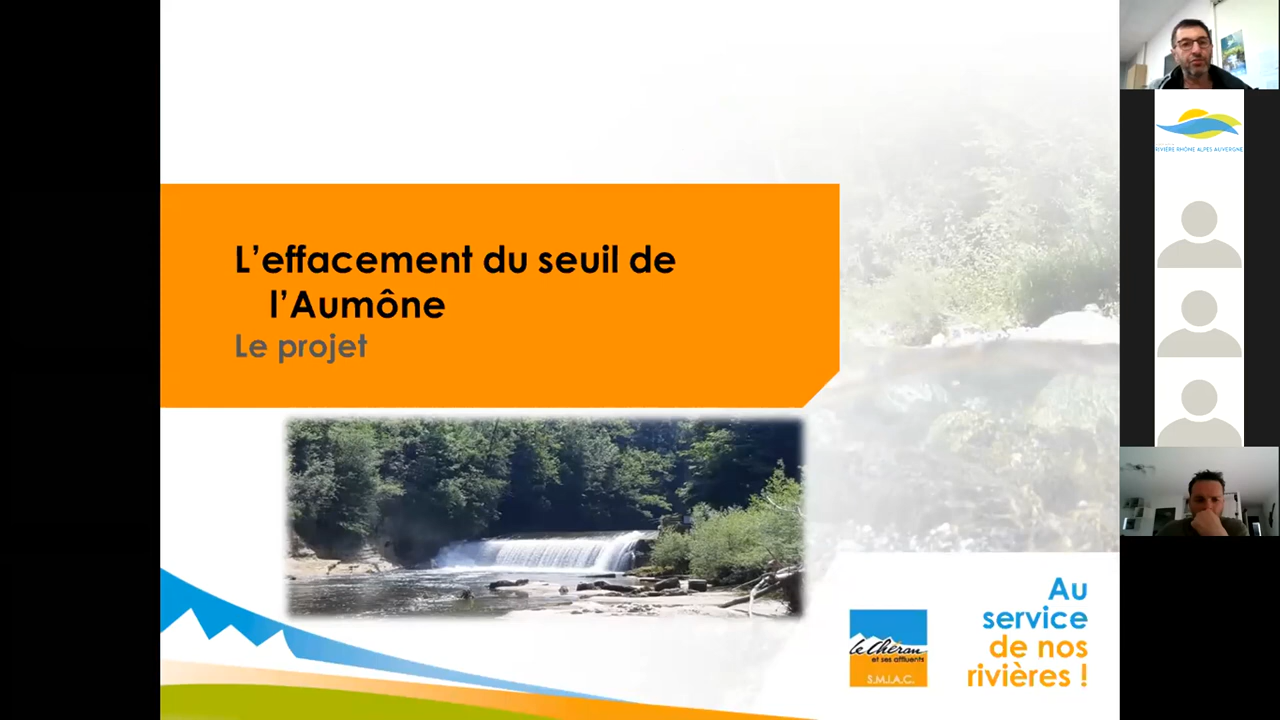 L'effacement du seuil de
l'Aumône
Le projet
le Chéran
et ses affluents
S.M.I.A.C.
Au
service
de nos
rivières !
RIVIÈRE RHÔNE ALPES AUVERGNE